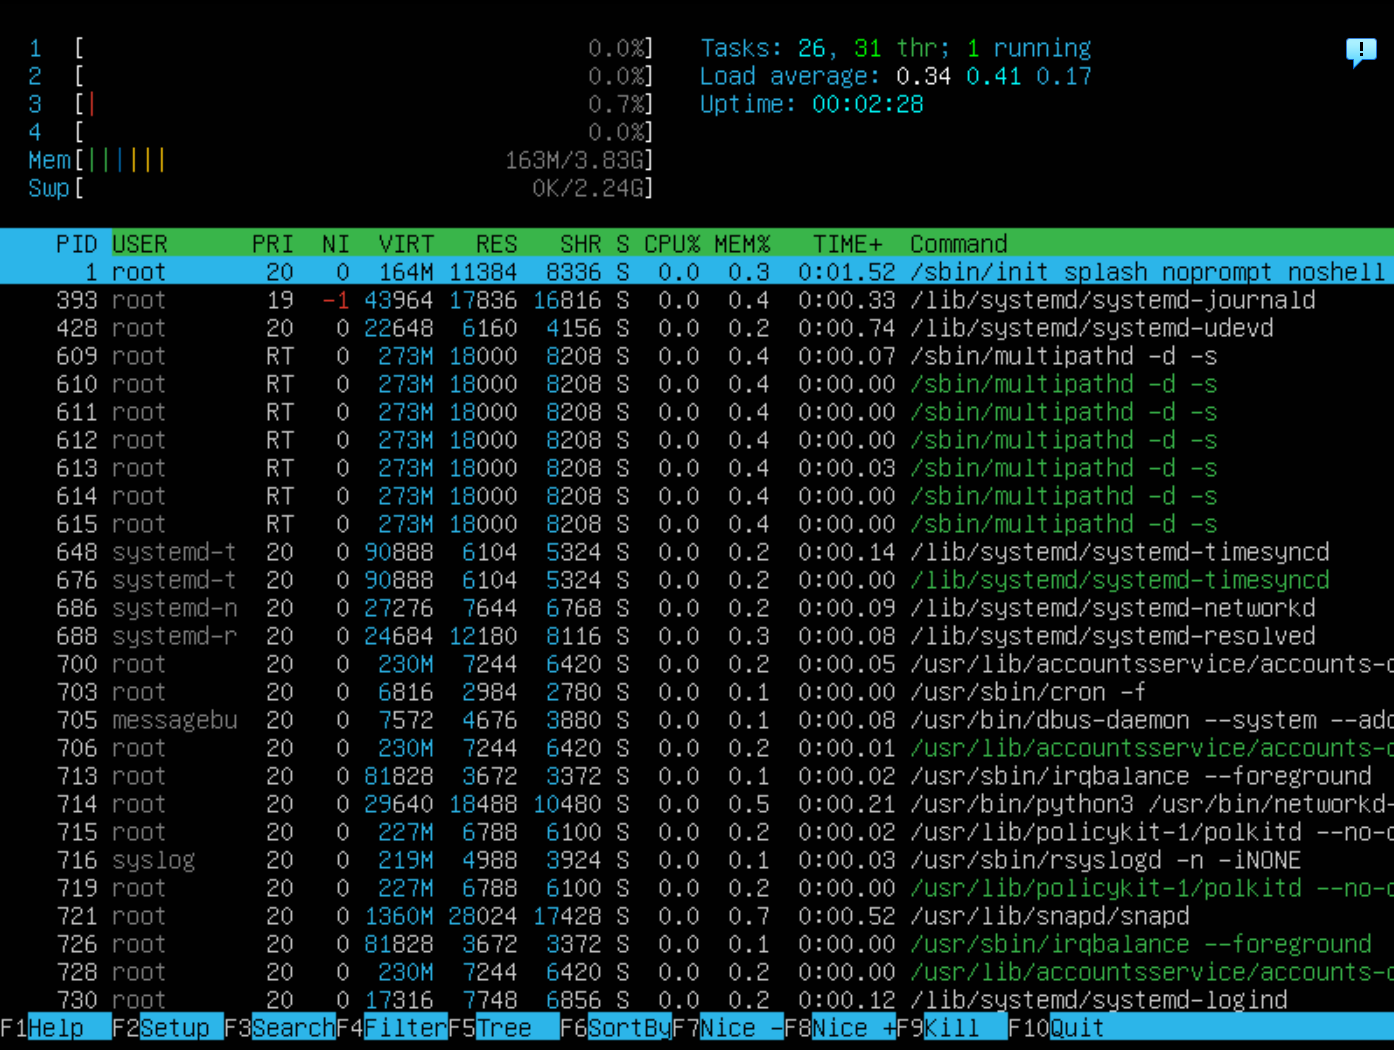 1 [ 0.0%] Tasks: 26, 31 thr; 1 running
2 [ 0.0%] Load average: 0.34 0.41 0.17
3 [| 0.7%] Uptime: 00:02:28
4 [ 0.0%]
Mem[|||||| 163M/3.83G]
Swp[ 0K/2.24G]
!
PID USER PRI NI VIRT RES SHR S CPU% MEM% TIME+ Command
1 root 20 0 164M 11384 8336 S 0.0 0.3 0:01.52 /sbin/init splash noprompt noshell
393 root 19 -1 43964 17836 16816 S 0.0 0.4 0:00.33 /lib/systemd/systemd-journald
428 root 20 0 22648 6160 4156 S 0.0 0.2 0:00.74 /lib/systemd/systemd-udevd
609 root RT 0 273M 18000 8208 S 0.0 0.4 0:00.07 /sbin/multipathd -d -s
610 root RT 0 273M 18000 8208 S 0.0 0.4 0:00.00 /sbin/multipathd -d -s
611 root RT 0 273M 18000 8208 S 0.0 0.4 0:00.00 /sbin/multipathd -d -s
612 root RT 0 273M 18000 8208 S 0.0 0.4 0:00.00 /sbin/multipathd -d -s
613 root RT 0 273M 18000 8208 S 0.0 0.4 0:00.03 /sbin/multipathd -d -s
614 root RT 0 273M 18000 8208 S 0.0 0.4 0:00.00 /sbin/multipathd -d -s
615 root RT 0 273M 18000 8208 S 0.0 0.4 0:00.00 /sbin/multipathd -d -s
648 systemd-t 20 0 90888 6104 5324 S 0.0 0.2 0:00.14 /lib/systemd/systemd-timesyncd
676 systemd-t 20 0 90888 6104 5324 S 0.0 0.2 0:00.00 /lib/systemd/systemd-timesyncd
686 systemd-n 20 0 27276 7644 6768 S 0.0 0.2 0:00.09 /lib/systemd/systemd-networkd
688 systemd-r 20 0 24684 12180 8116 S 0.0 0.3 0:00.08 /lib/systemd/systemd-resolved
700 root 20 0 230M 7244 6420 S 0.0 0.2 0:00.05 /usr/lib/accountsservice/accounts-d
703 root 20 0 6816 2984 2780 S 0.0 0.1 0:00.00 /usr/sbin/cron -f
705 messagebu 20 0 7572 4676 3880 S 0.0 0.1 0:00.08 /usr/bin/dbus-daemon --system --add
706 root 20 0 230M 7244 6420 S 0.0 0.2 0:00.01 /usr/lib/accountsservice/accounts-d
713 root 20 0 81828 3672 3372 S 0.0 0.1 0:00.02 /usr/sbin/irqbalance --foreground
714 root 20 0 29640 18488 10480 S 0.0 0.5 0:00.21 /usr/bin/python3 /usr/bin/networkd-
715 root 20 0 227M 6788 6100 S 0.0 0.2 0:00.02 /usr/lib/policykit-1/polkitd --no-d
716 syslog 20 0 219M 4988 3924 S 0.0 0.1 0:00.03 /usr/sbin/rsyslogd -n -iNONE
719 root 20 0 227M 6788 6100 S 0.0 0.2 0:00.00 /usr/lib/policykit-1/polkitd --no-d
721 root 20 0 1360M 28024 17428 S 0.0 0.7 0:00.52 /usr/lib/snapd/snapd
726 root 20 0 81828 3672 3372 S 0.0 0.1 0:00.00 /usr/sbin/irqbalance --foreground
728 root 20 0 230M 7244 6420 S 0.0 0.2 0:00.00 /usr/lib/accountsservice/accounts-d
730 root 20 0 17316 7748 6856 S 0.0 0.2 0:00.12 /lib/systemd/systemd-logind
F1Help F2Setup F3SearchF4FilterF5Tree F6SortByF7Nice -F8Nice +F9Kill F10Quit